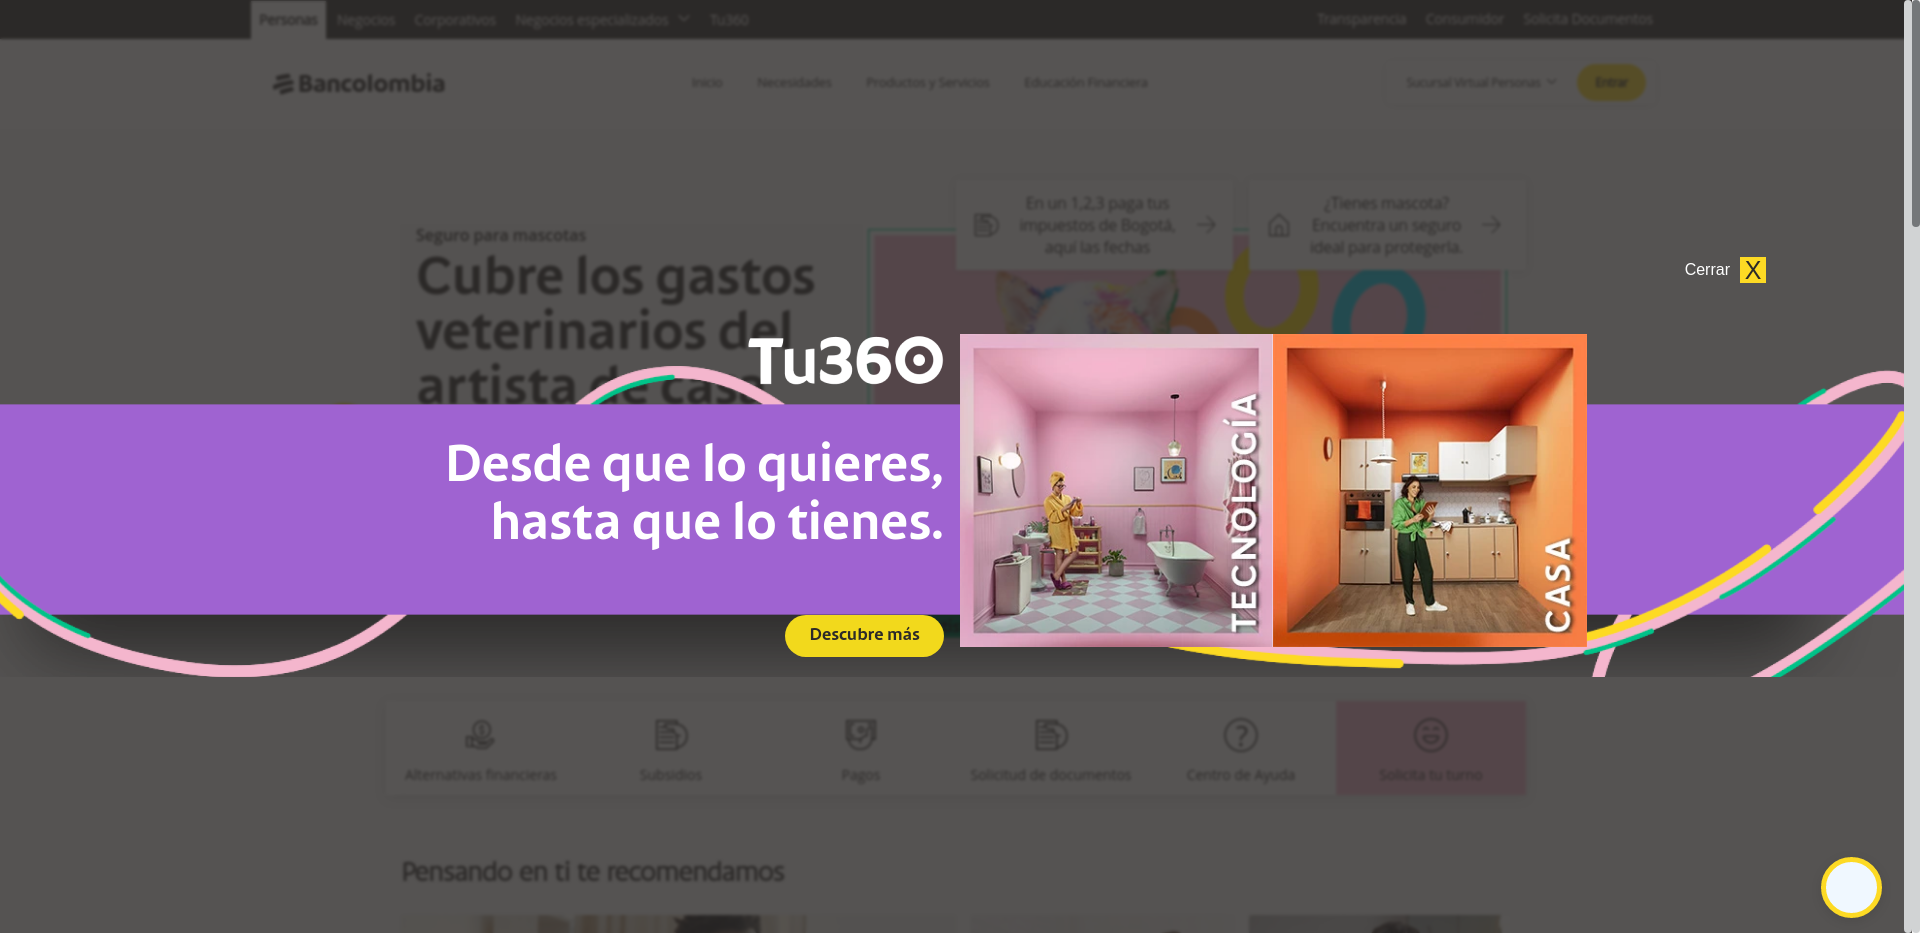 Personas Negocios Corporativos Negocios especializados Tu360 Transparencia Consumidor Solicita Documentos
Bancolombia Inicio Necesidades Productos y Servicios Educación Financiera Sucursal Virtual Personas Entrar
En un 1,2,3 paga tus
impuestos de Bogotá,
aquí las fechas
¿Tienes mascota?
Encuentra un seguro
ideal para protegerla.
Seguro para mascotas
Cubre los gastos
veterinarios del
artista de casa
Cerrar X
Tu360
Desde que lo quieres,
hasta que lo tienes.
Descubre más
TECNOLOGÍA
CASA
Alternativas financieras
Subsidios
Pagos
Solicitud de documentos
Centro de Ayuda
Solicita tu turno
Pensando en ti te recomendamos